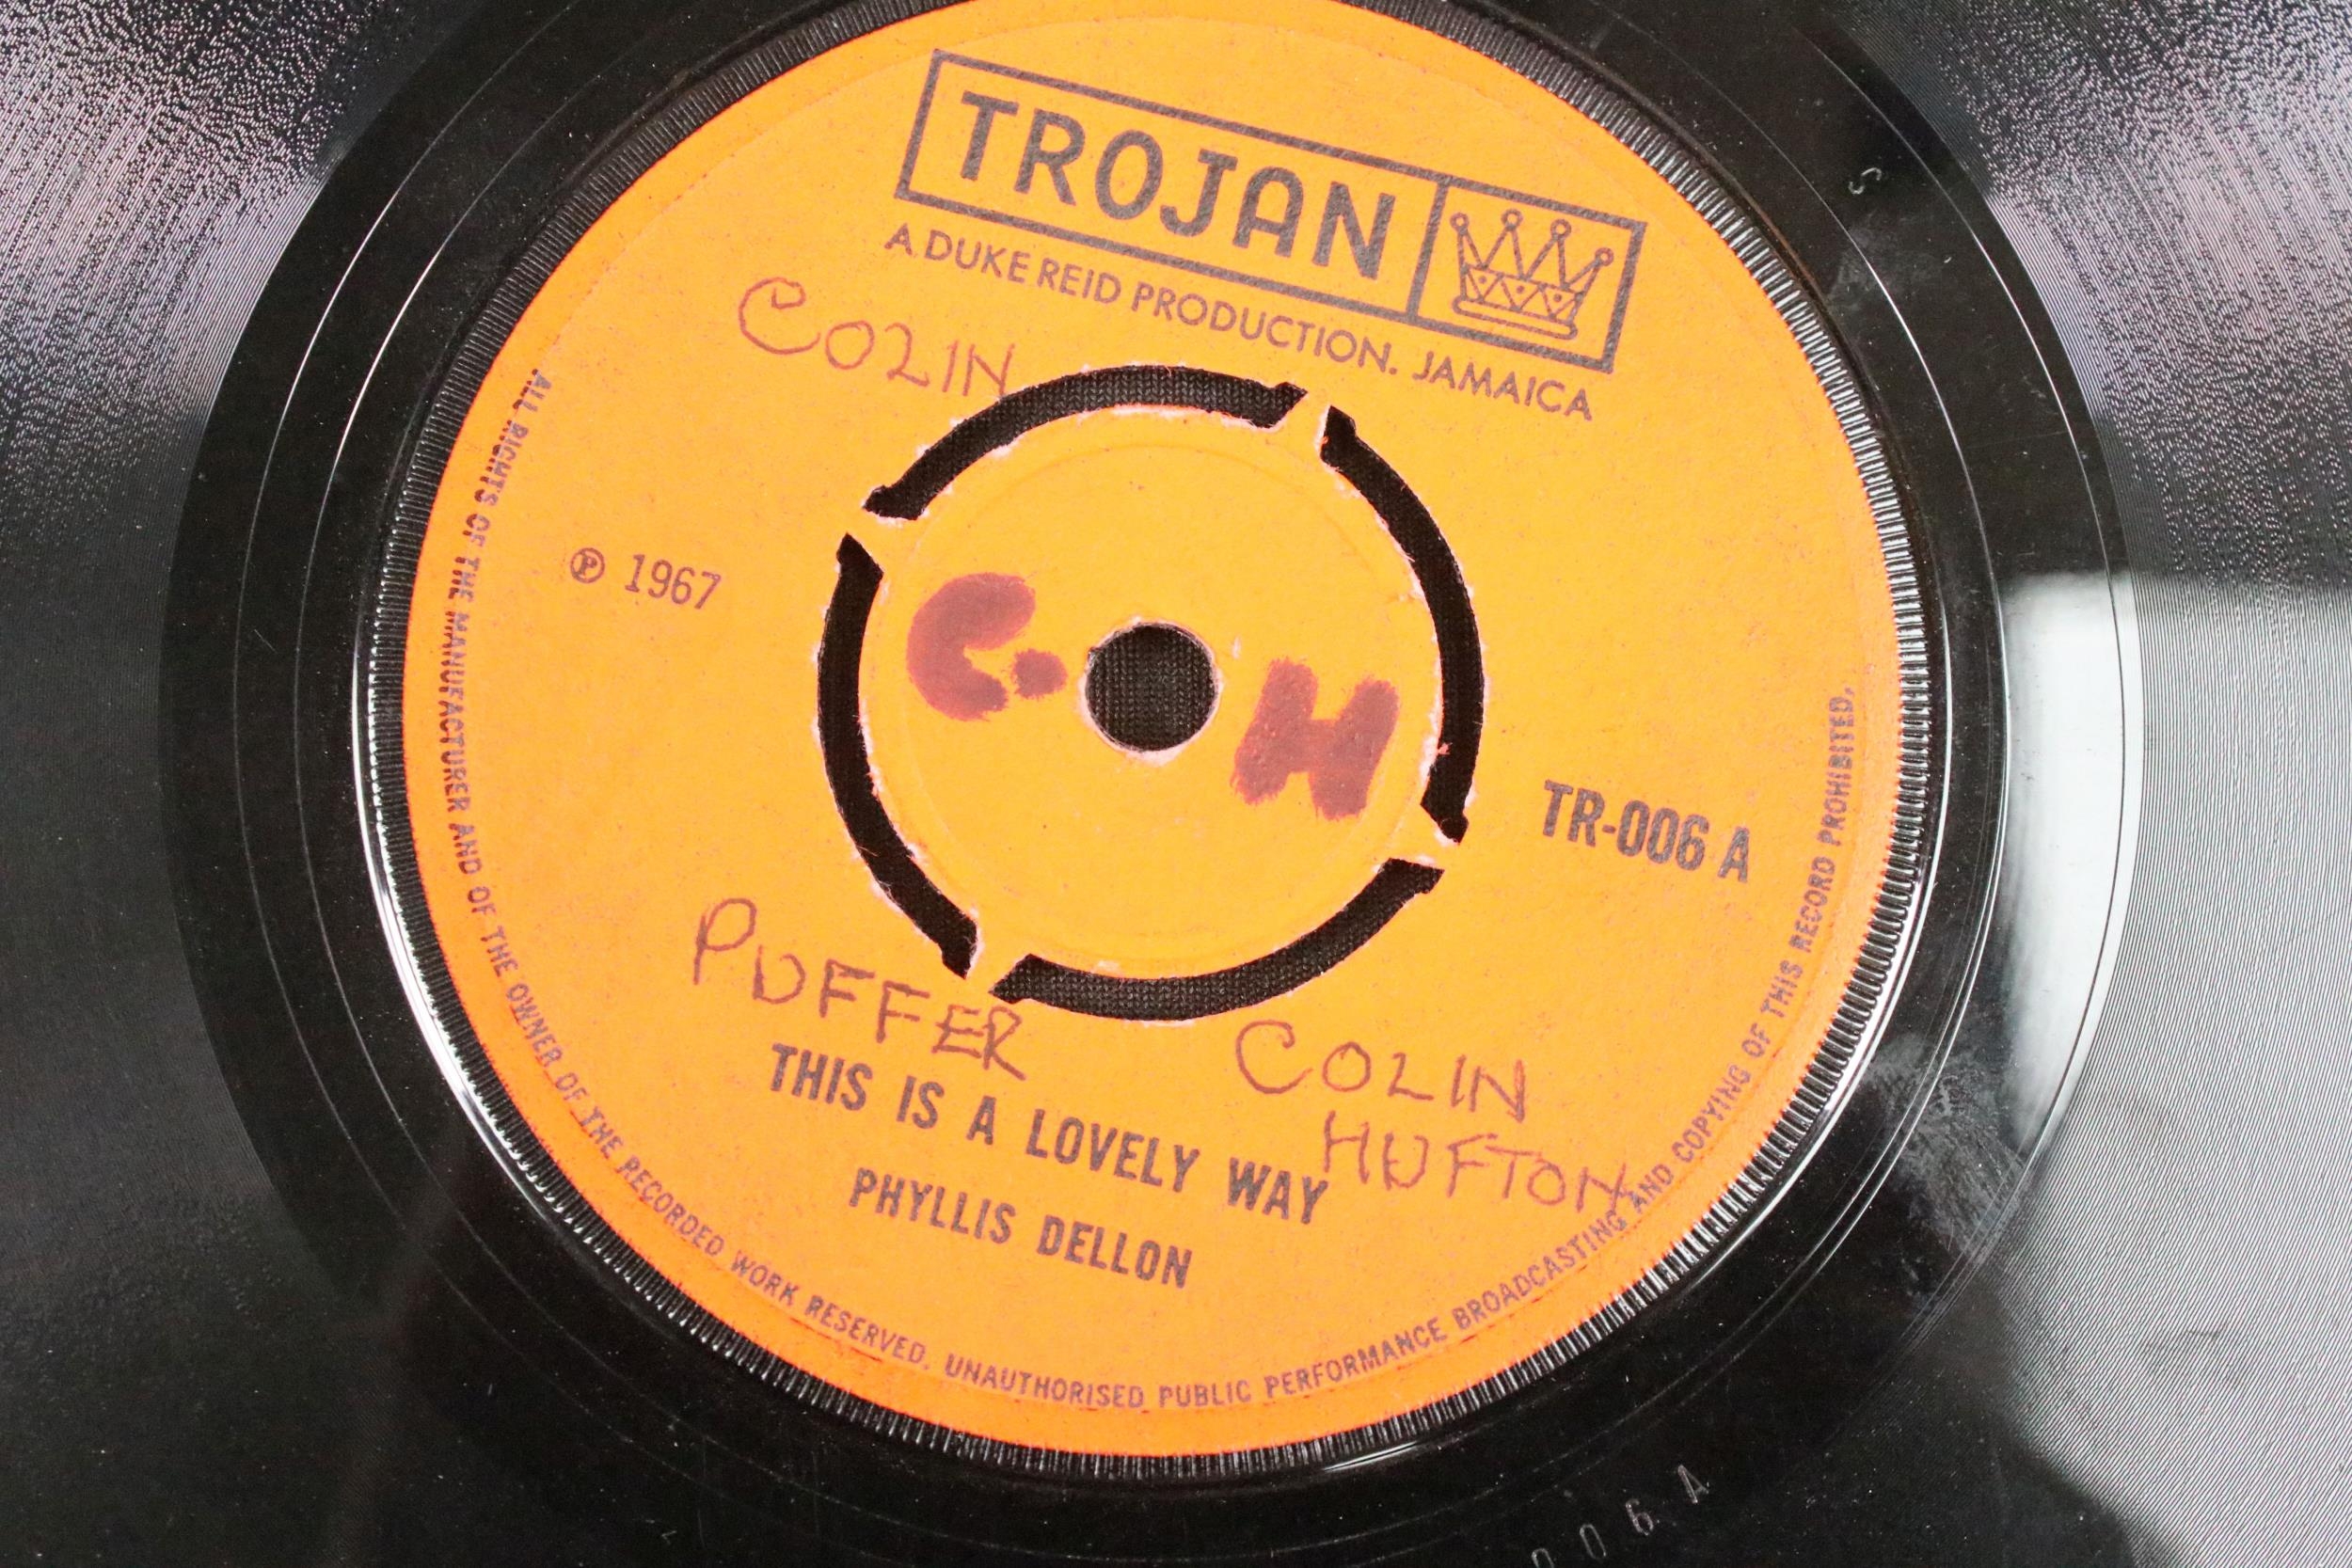 TROJAN
A DUKE REID PRODUCTION. JAMAICA
COLIN
℗ 1967
C. H
TR-006 A
PUFFER
COLIN
HUFTON
THIS IS A LOVELY WAY
PHYLLIS DELLON
ALL RIGHTS OF THE MANUFACTURER AND OF THE OWNER OF THE RECORDED WORK RESERVED. UNAUTHORISED PUBLIC PERFORMANCE BROADCASTING AND COPYING OF THIS RECORD PROHIBITED.
006 A